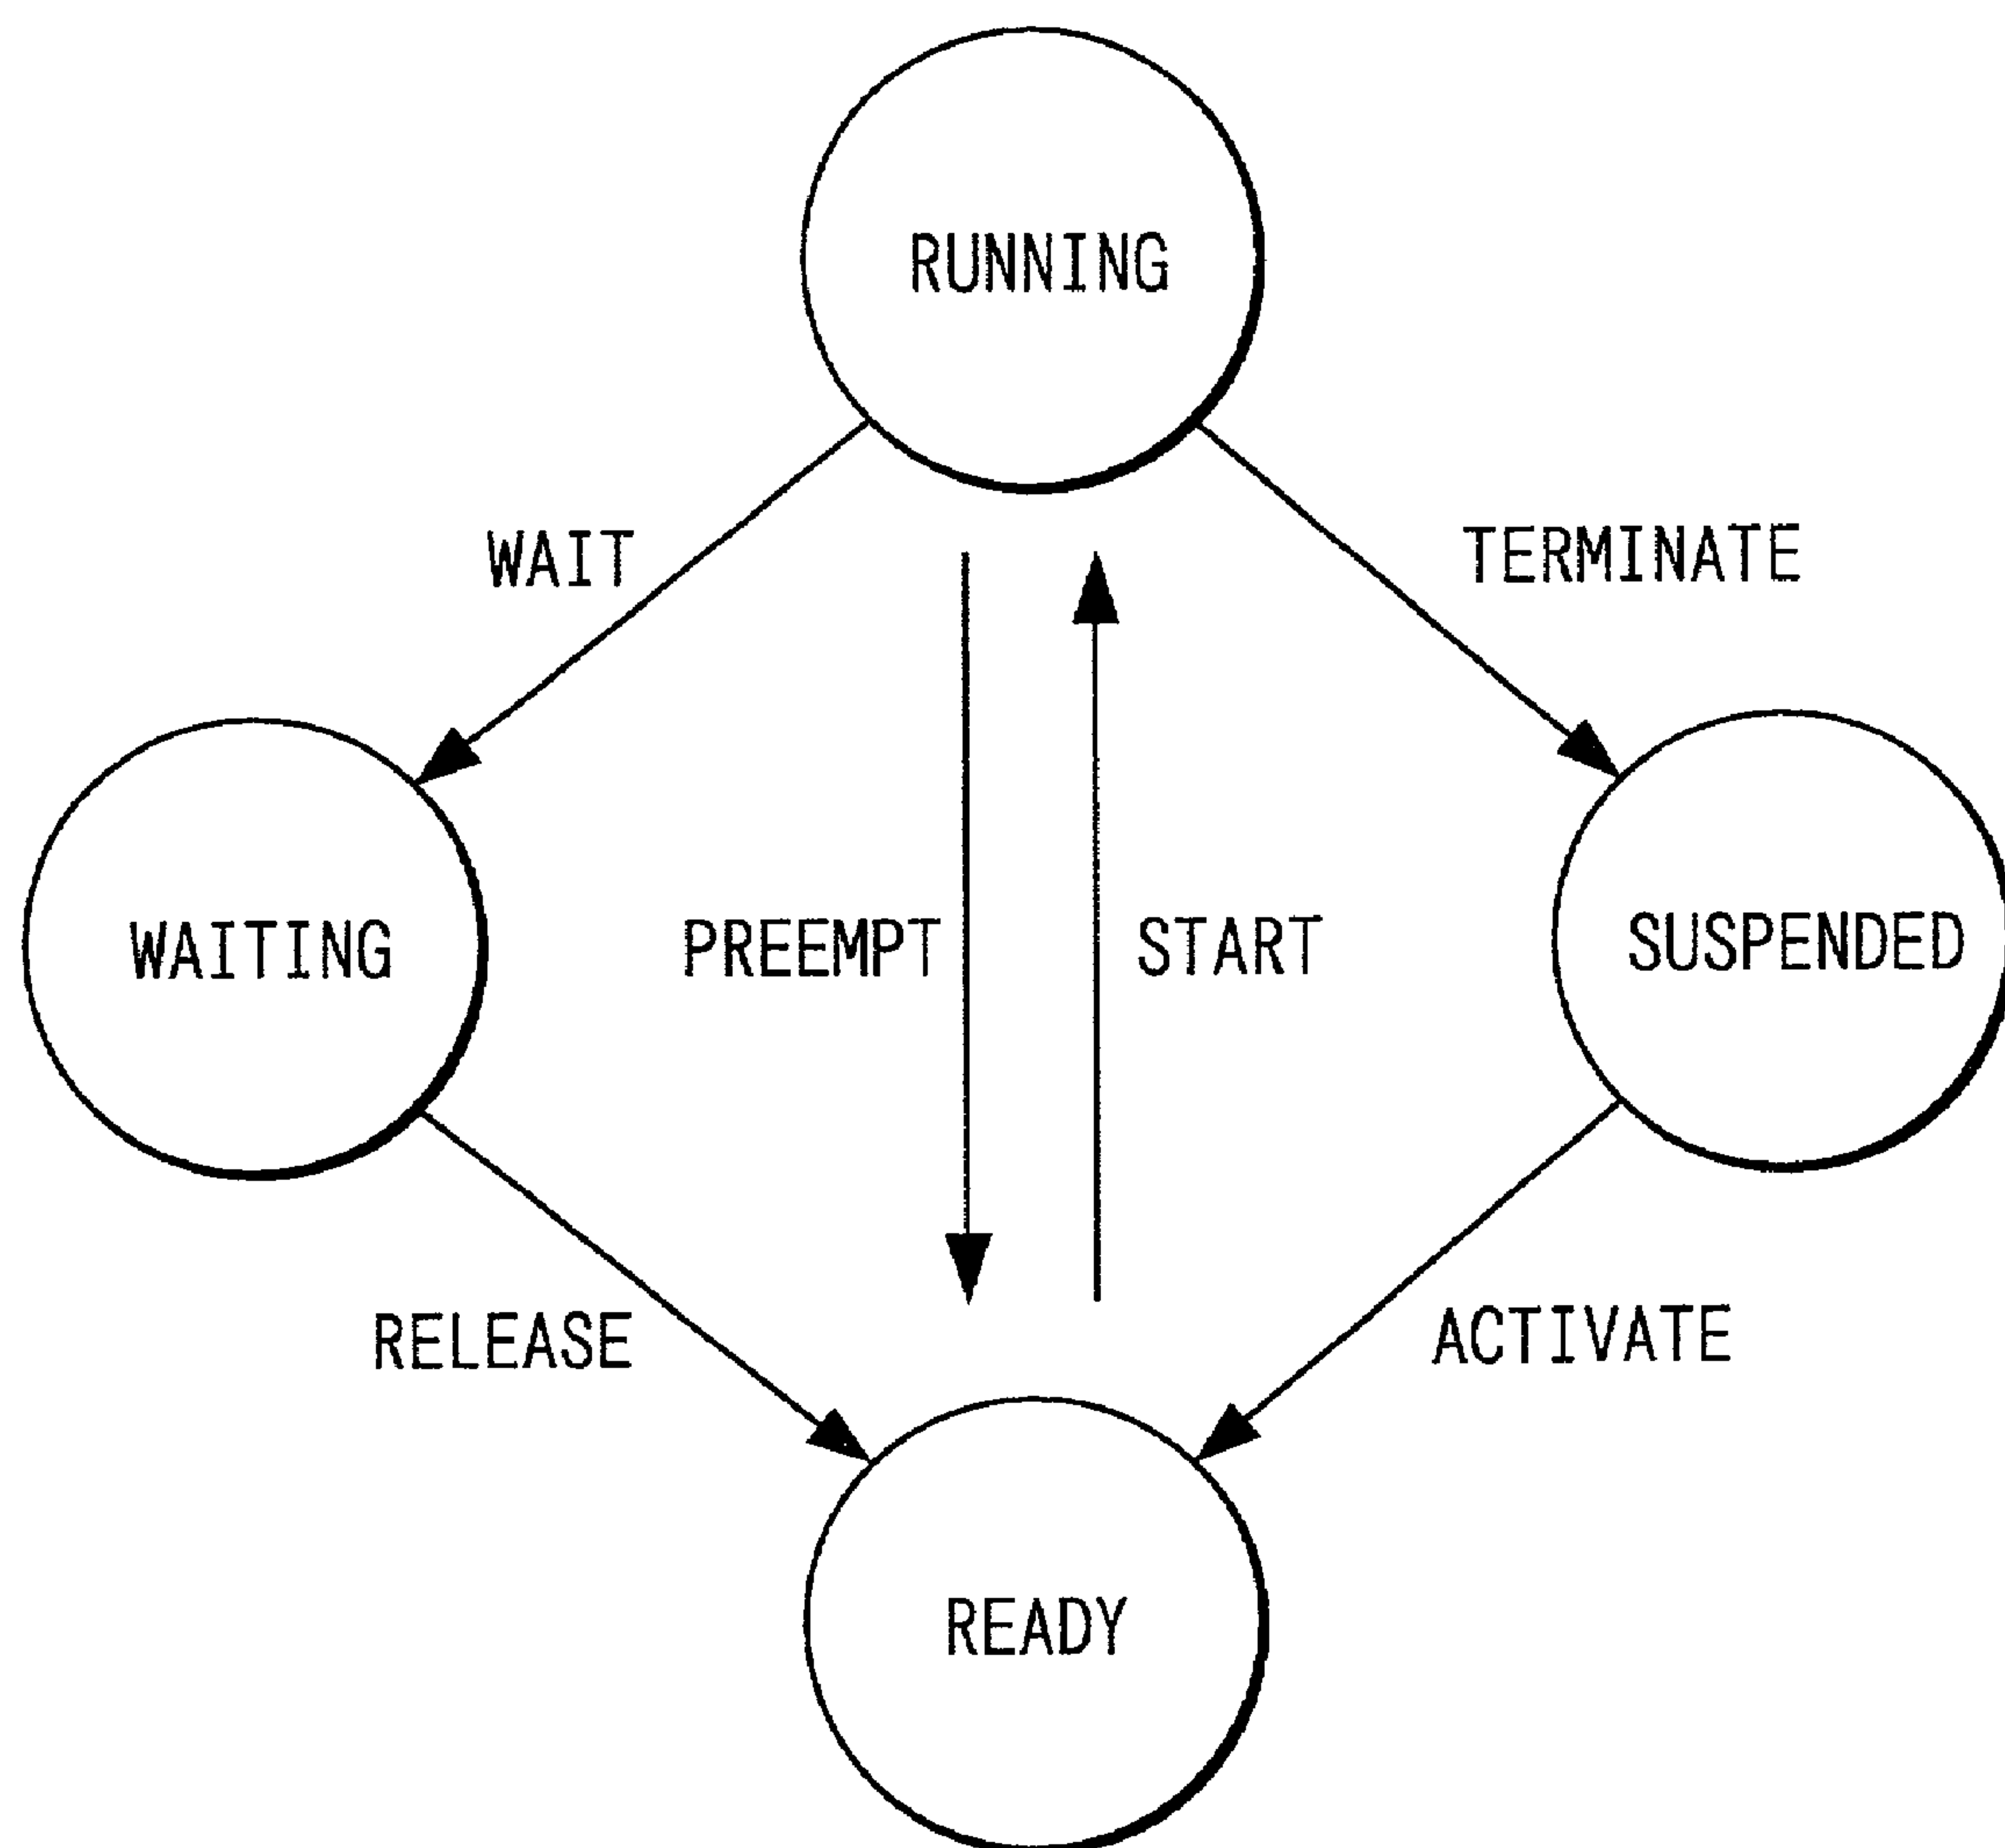 RUNNING
WAIT
TERMINATE
WAITING
PREEMPT
START
SUSPENDED
RELEASE
ACTIVATE
READY